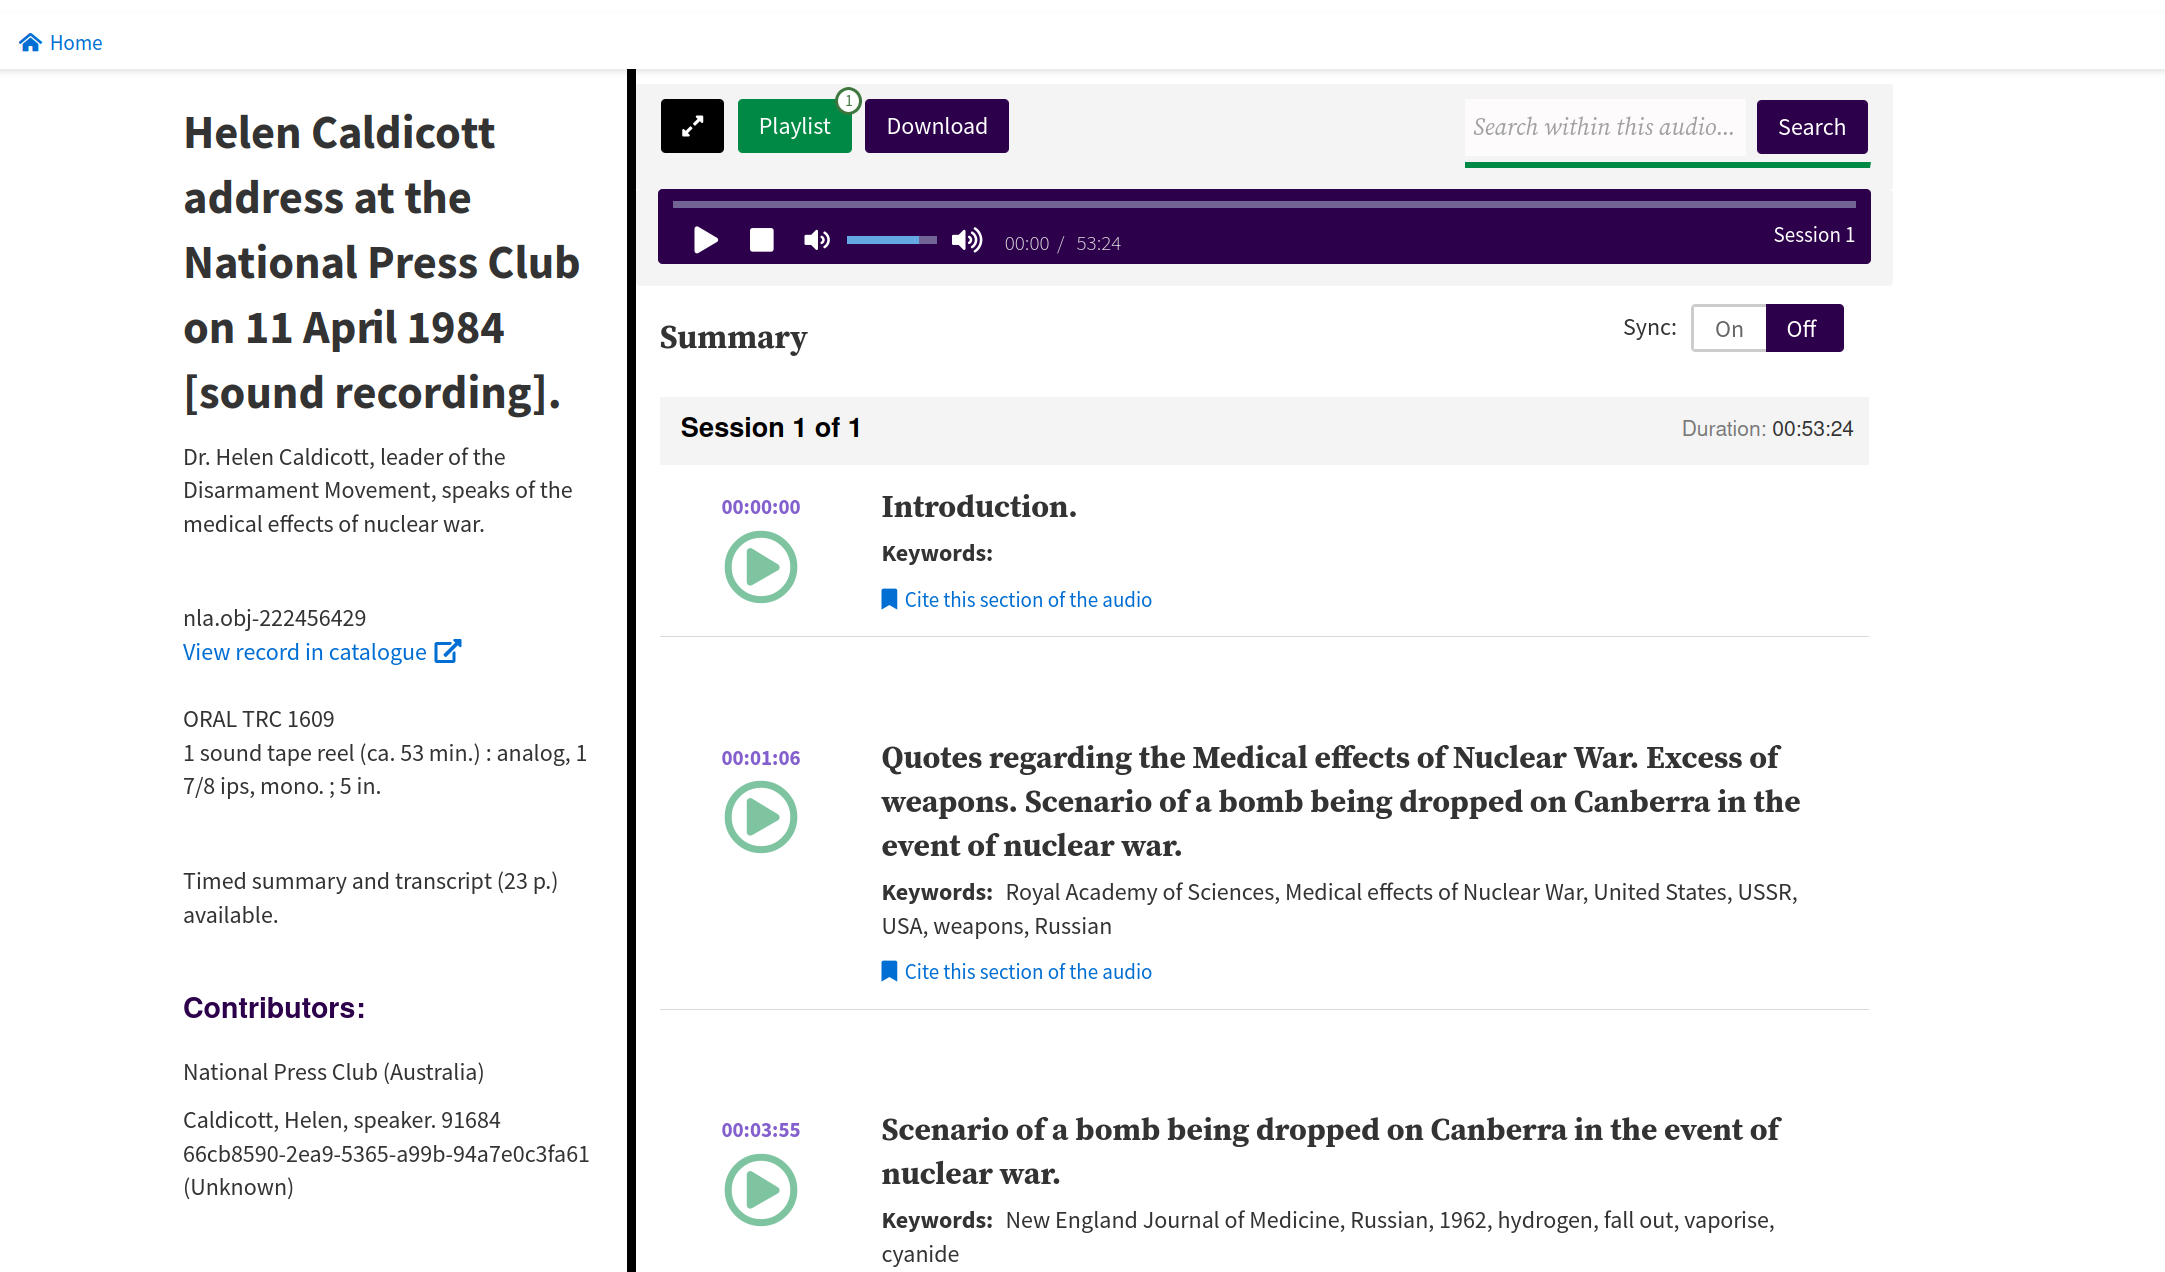 Home
Helen Caldicott
address at the
National Press Club
on 11 April 1984
[sound recording].
Dr. Helen Caldicott, leader of the
Disarmament Movement, speaks of the
medical effects of nuclear war.
nla.obj-222456429
View record in catalogue
ORAL TRC 1609
1 sound tape reel (ca. 53 min.) : analog, 1
7/8 ips, mono. ; 5 in.
Timed summary and transcript (23 p.)
available.
Contributors:
National Press Club (Australia)
Caldicott, Helen, speaker. 91684
66cb8590-2ea9-5365-a99b-94a7e0c3fa61
(Unknown)
Playlist
1
Download
Search within this audio...
Search
00:00 / 53:24
Session 1
Summary
Sync:
On
Off
Session 1 of 1
Duration: 00:53:24
00:00:00
Introduction.
Keywords:
Cite this section of the audio
00:01:06
Quotes regarding the Medical effects of Nuclear War. Excess of
weapons. Scenario of a bomb being dropped on Canberra in the
event of nuclear war.
Keywords: Royal Academy of Sciences, Medical effects of Nuclear War, United States, USSR,
USA, weapons, Russian
Cite this section of the audio
00:03:55
Scenario of a bomb being dropped on Canberra in the event of
nuclear war.
Keywords: New England Journal of Medicine, Russian, 1962, hydrogen, fall out, vaporise,
cyanide